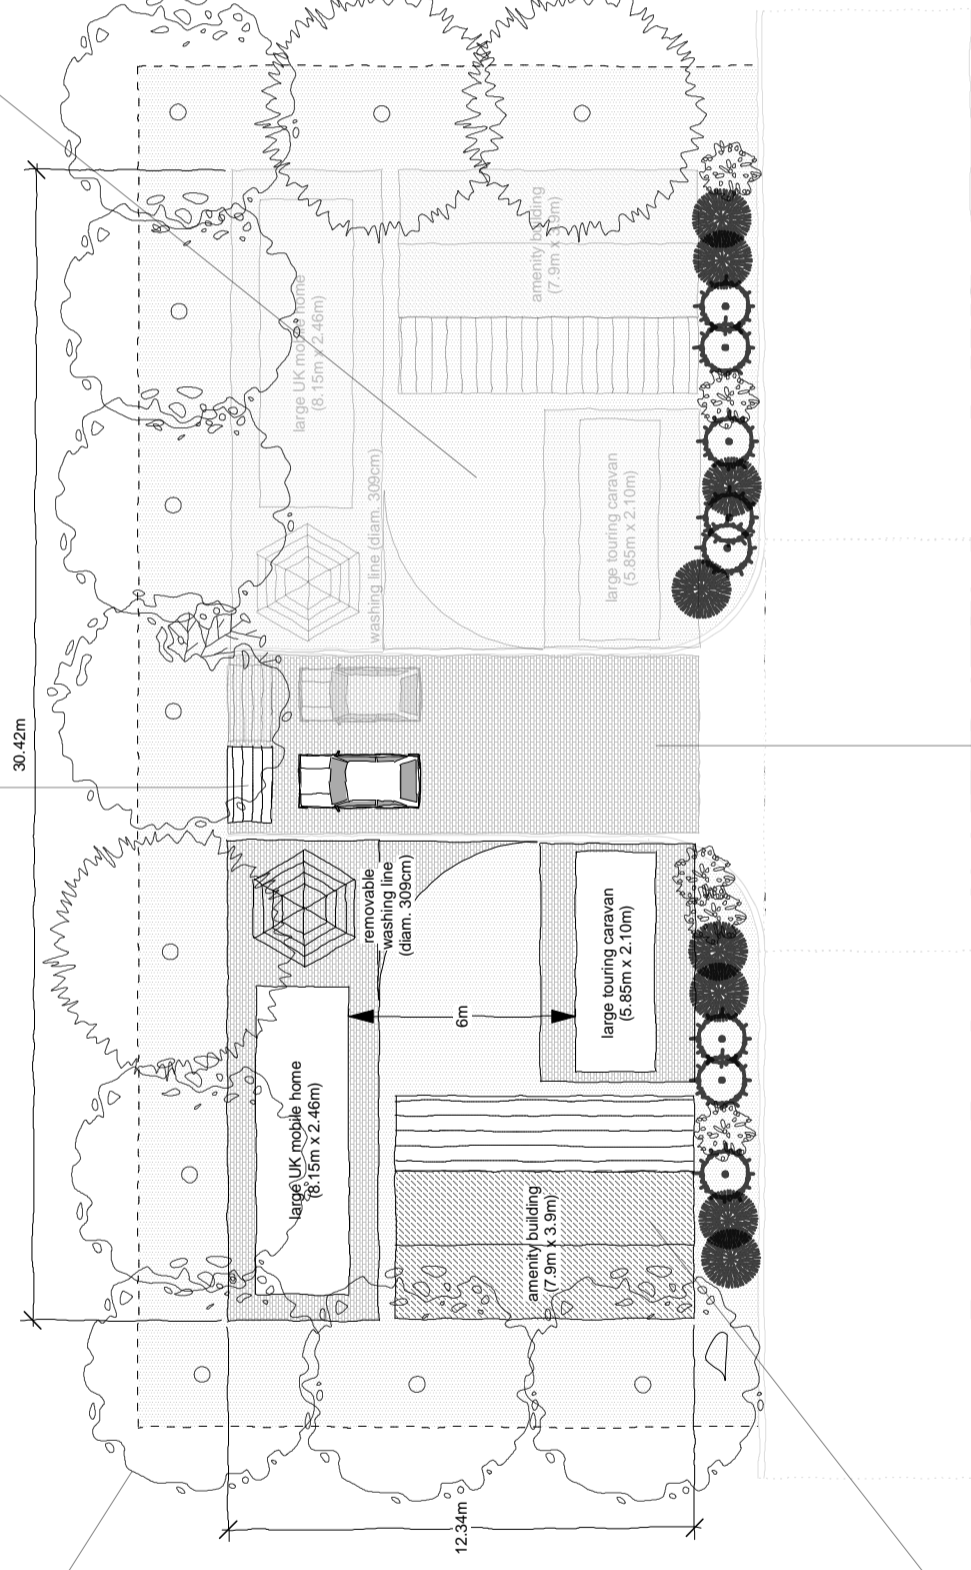 amenity building
(7.9m x 3.9m)
large UK mobile home
(8.15m x 2.46m)
washing line (diam. 309cm)
large touring caravan
(5.85m x 2.10m)
30.42m
removable
washing line
(diam. 309cm)
large touring caravan
(5.85m x 2.10m)
6m
large UK mobile home
(8.15m x 2.46m)
amenity building
(7.9m x 3.9m)
12.34m